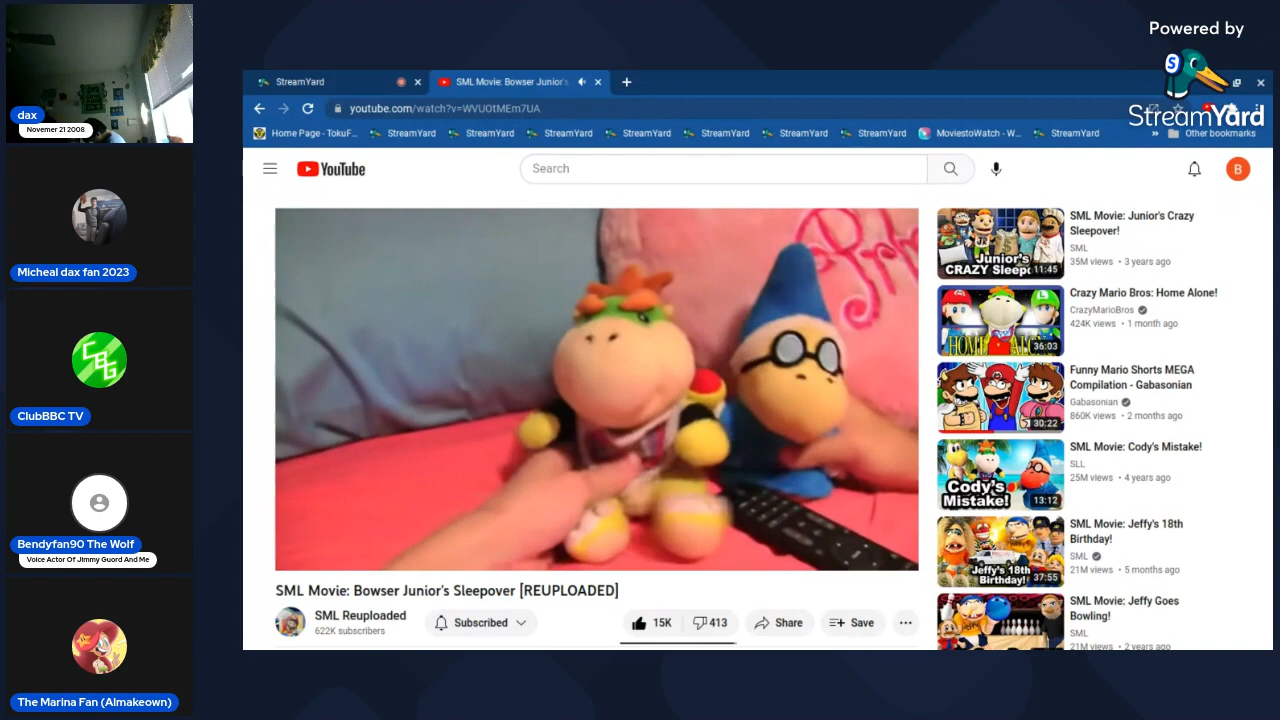 Powered by
S
StreamYard
dax
Novemer 21 2008
Micheal dax fan 2023
CBG
ClubBBC TV
Bendyfan90 The Wolf
Voice Actor Of Jimmy Guord And Me
The Marina Fan (Almakeown)
StreamYard
SML Movie: Bowser Junior's
youtube.com/watch?v=WVUOtMEm7UA
Home Page - TokuF...
StreamYard
StreamYard
StreamYard
StreamYard
StreamYard
StreamYard
StreamYard
MoviestoWatch - W...
StreamYard
Other bookmarks
YouTube
Search
B
SML Movie: Bowser Junior's Sleepover [REUPLOADED]
SML Reuploaded
622K subscribers
Subscribed
15K
413
Share
Save
Junior's
CRAZY Sleepo
11:45
SML Movie: Junior's Crazy
Sleepover!
SML
35M views • 3 years ago
36:03
Crazy Mario Bros: Home Alone!
CrazyMarioBros
424K views • 1 month ago
30:22
Funny Mario Shorts MEGA
Compilation - Gabasonian
Gabasonian
860K views • 2 months ago
Cody's
Mistake!
13:12
SML Movie: Cody's Mistake!
SLL
25M views • 4 years ago
Jeffy's 18th
Birthday!
37:55
SML Movie: Jeffy's 18th
Birthday!
SML
21M views • 5 months ago
SML Movie: Jeffy Goes
Bowling!
SML
21M views • 2 years ago